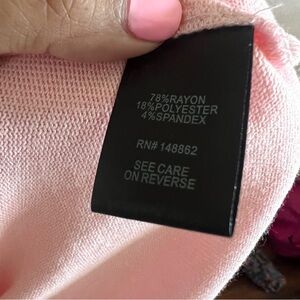 78%RAYON
18%POLYESTER
4%SPANDEX
RN# 148862
SEE CARE
ON REVERSE